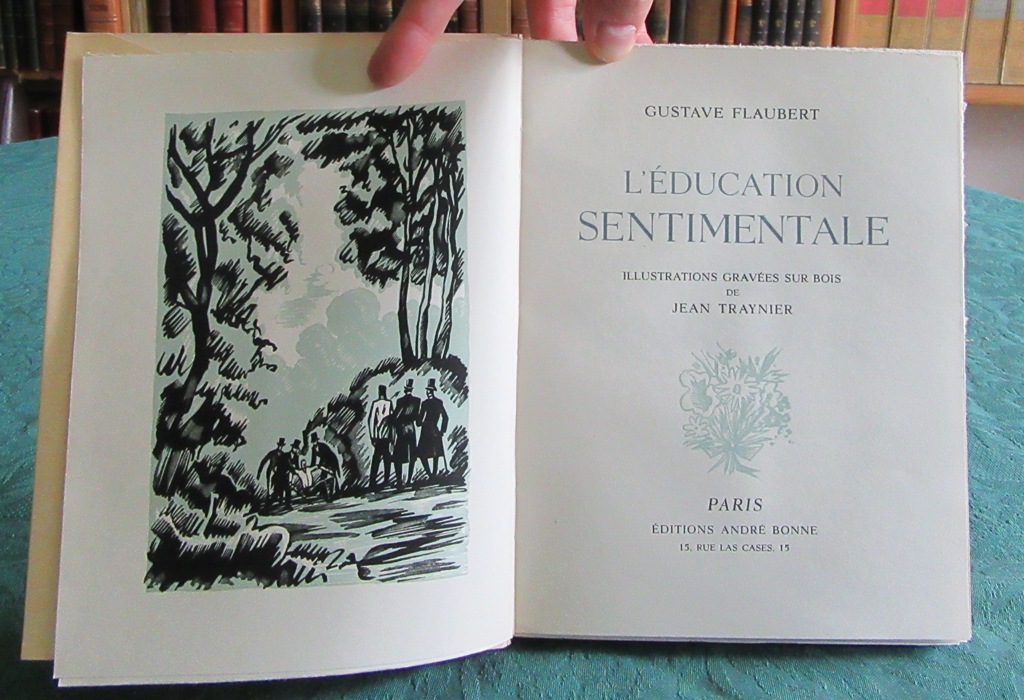 GUSTAVE FLAUBERT
L'ÉDUCATION
SENTIMENTALE
ILLUSTRATIONS GRAVÉES SUR BOIS
DE
JEAN TRAYNIER
PARIS
ÉDITIONS ANDRÉ BONNE
15, RUE LAS CASES, 15